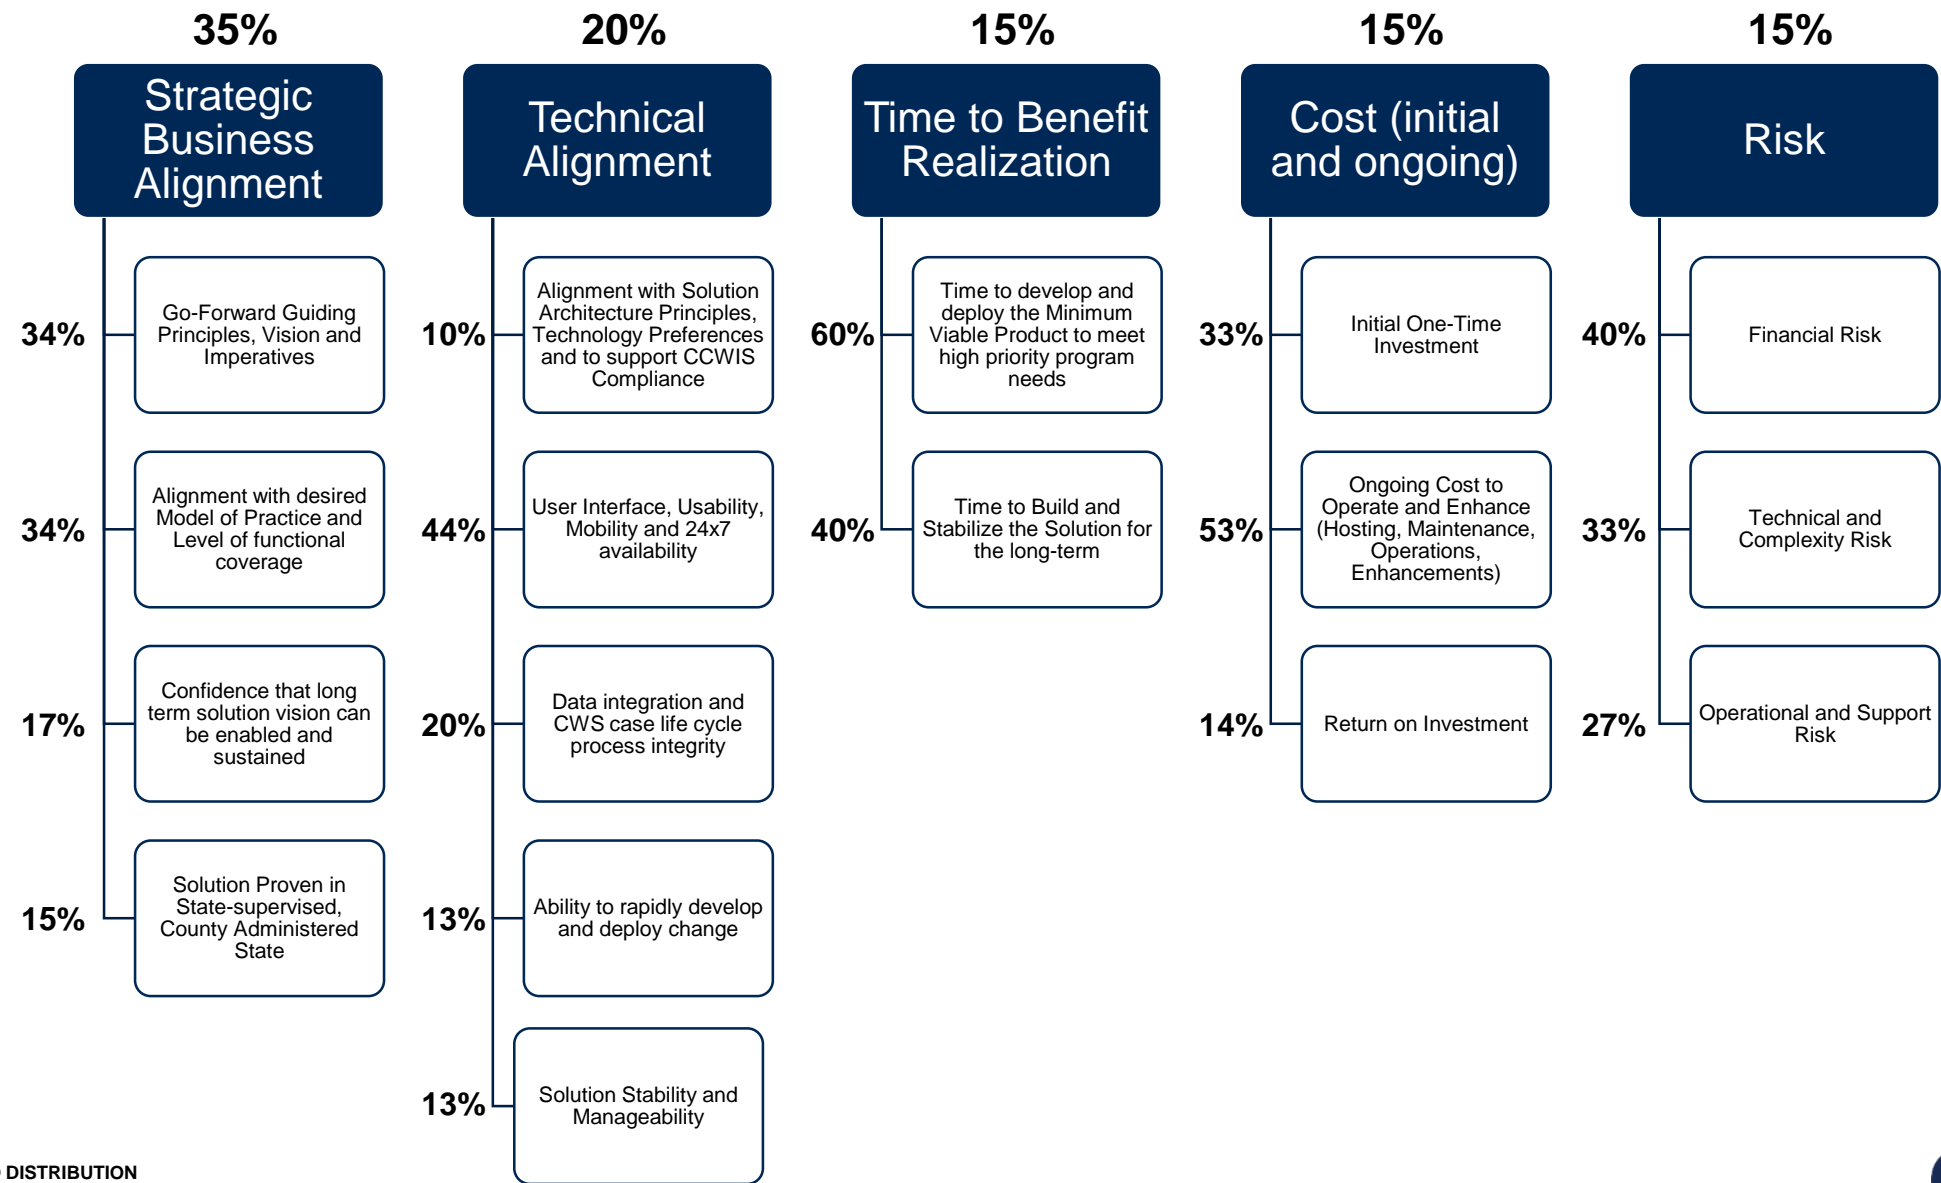 35%
20%
15%
15%
15%
Strategic
Business
Alignment
Technical
Alignment
Time to Benefit
Realization
Cost (initial
and ongoing)
Risk
34%
Go-Forward Guiding
Principles, Vision and
Imperatives
34%
Alignment with desired
Model of Practice and
Level of functional
coverage
17%
Confidence that long
term solution vision can
be enabled and
sustained
15%
Solution Proven in
State-supervised,
County Administered
State
10%
Alignment with Solution
Architecture Principles,
Technology Preferences
and to support CCWIS
Compliance
44%
User Interface, Usability,
Mobility and 24x7
availability
20%
Data integration and
CWS case life cycle
process integrity
13%
Ability to rapidly develop
and deploy change
13%
Solution Stability and
Manageability
60%
Time to develop and
deploy the Minimum
Viable Product to meet
high priority program
needs
40%
Time to Build and
Stabilize the Solution for
the long-term
33%
Initial One-Time
Investment
53%
Ongoing Cost to
Operate and Enhance
(Hosting, Maintenance,
Operations,
Enhancements)
14%
Return on Investment
40%
Financial Risk
33%
Technical and
Complexity Risk
27%
Operational and Support
Risk
DISTRIBUTION